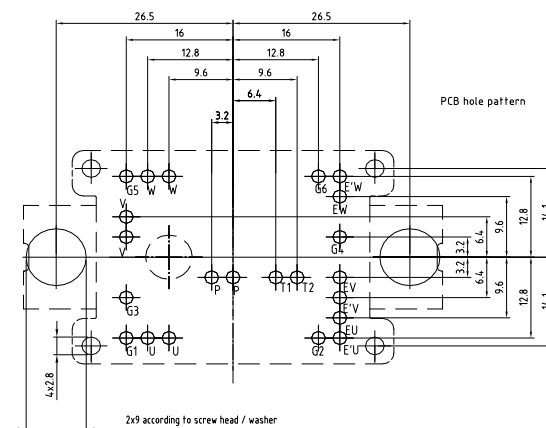 26.5 26.5
16 16
12.8 12.8
9.6 9.6
6.4
3.2
PCB hole pattern
G5 W W G6 E'W
V EW
V G4
P P T1 T2 EV
G3 E'V
EU
G1 U U G2 E'U
3.2 6.4 9.6 12.8
3.2 6.4 9.6 12.8
4x2.8
2x9 according to screw head / washer